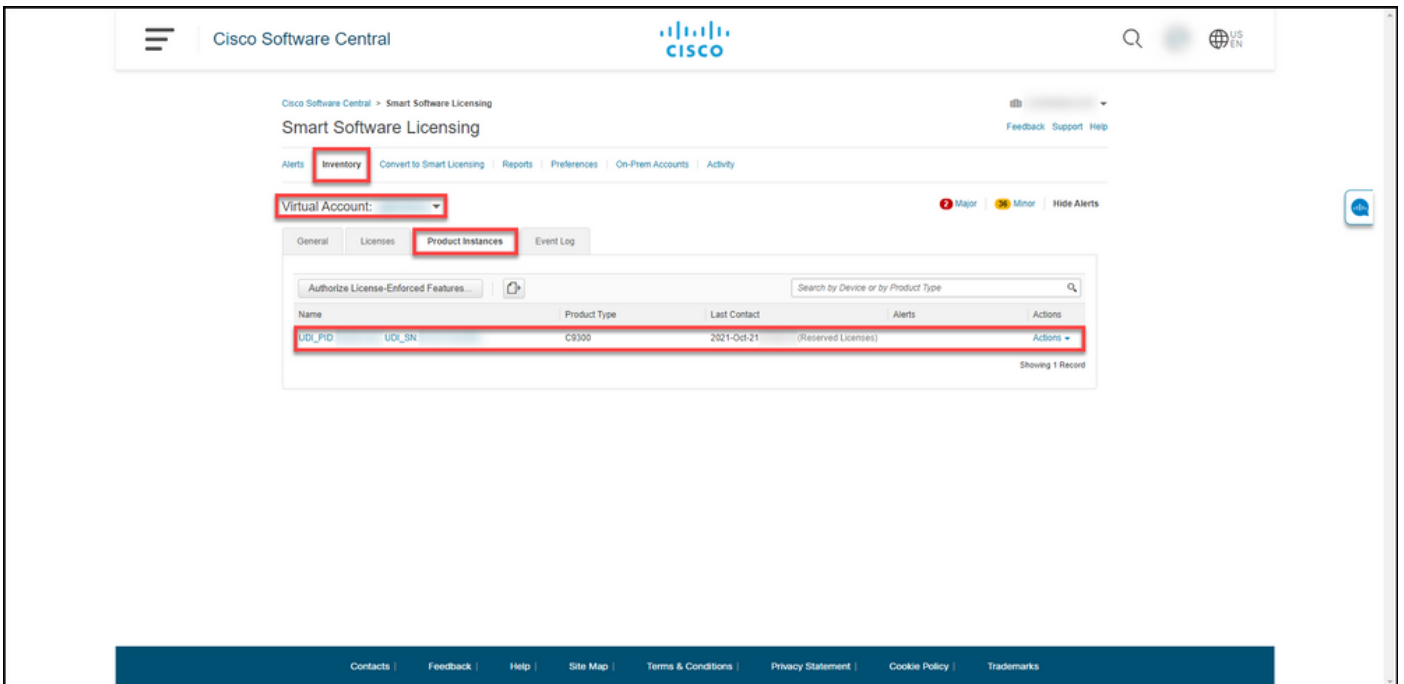 Cisco Software Central
CISCO
US
EN
Cisco Software Central > Smart Software Licensing
Smart Software Licensing
Feedback Support Help
Alerts Inventory Convert to Smart Licensing Reports Preferences On-Prem Accounts Activity
Virtual Account:
2 Major 36 Minor Hide Alerts
General Licenses Product Instances Event Log
Authorize License-Enforced Features... Search by Device or by Product Type
Name Product Type Last Contact Alerts Actions
UDI_PID UDI_SN C9300 2021-Oct-21 (Reserved Licenses) Actions
Showing 1 Record
Contacts | Feedback | Help | Site Map | Terms & Conditions | Privacy Statement | Cookie Policy | Trademarks